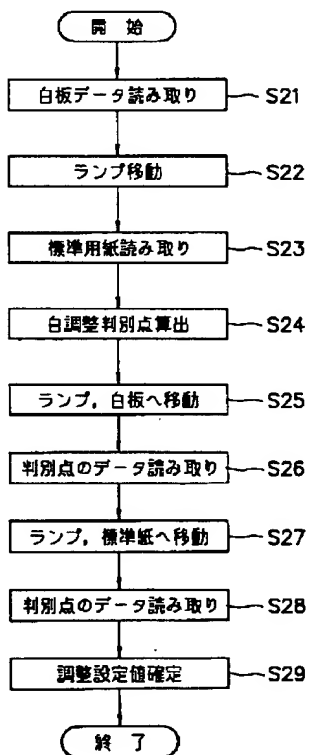 開 始
白板データ読み取り S21
ランプ移動 S22
標準用紙読み取り S23
白調整判別点算出 S24
ランプ，白板へ移動 S25
判別点のデータ読み取り S26
ランプ，標準紙へ移動 S27
判別点のデータ読み取り S28
調整設定値確定 S29
終 了